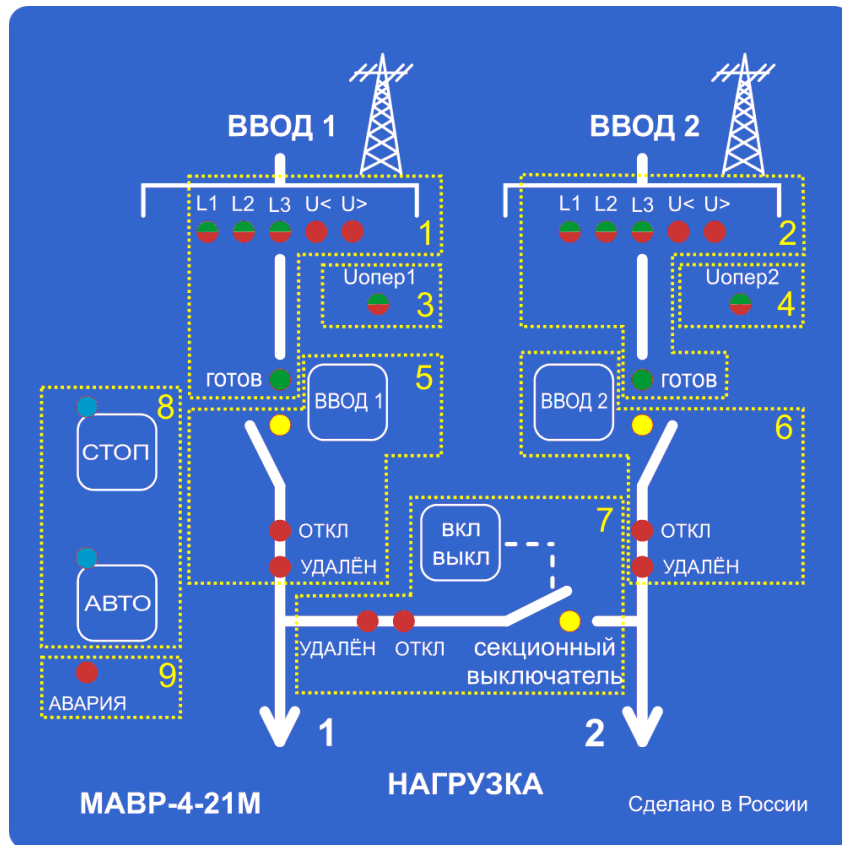 ВВОД 1
ВВОД 2
L1 L2 L3 U< U>
1
L1 L2 L3 U< U>
2
Uопер1
3
Uопер2
4
готов
5
ВВОД 1
ВВОД 2
готов
6
8
СТОП
ОТКЛ
УДАЛЁН
7
ВКЛ
ВЫКЛ
ОТКЛ
УДАЛЁН
АВТО
УДАЛЁН ОТКЛ
секционный
выключатель
9
АВАРИЯ
1
2
НАГРУЗКА
МАВР-4-21М
Сделано в России